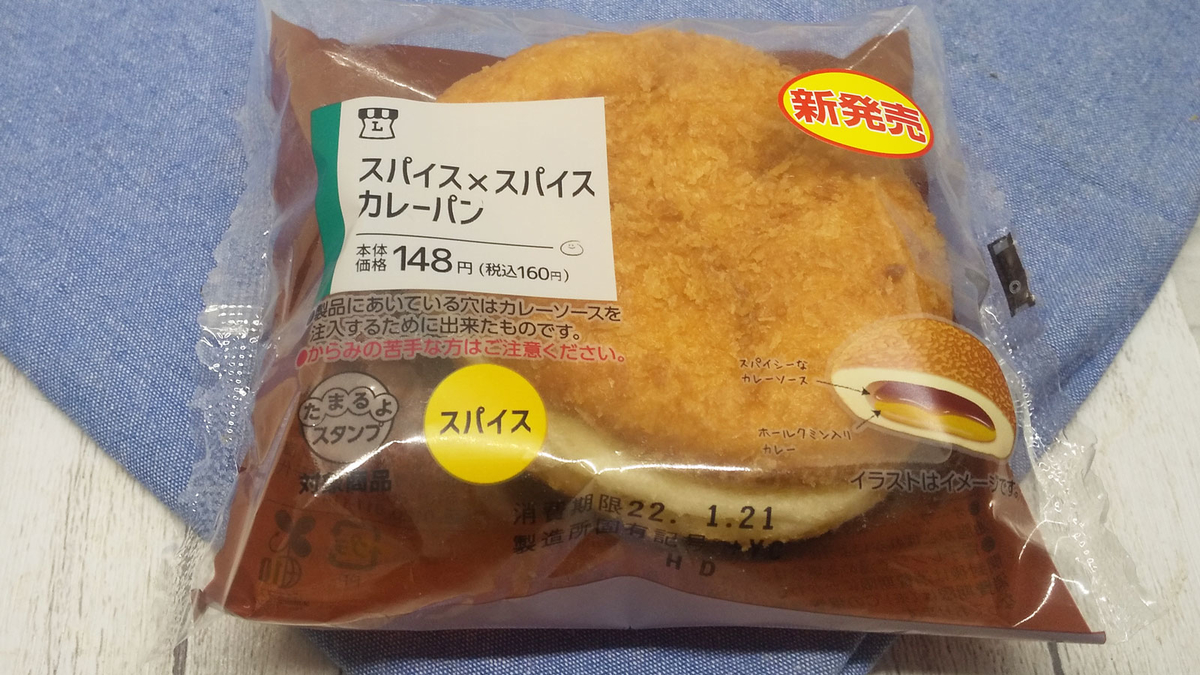 新発売
L
スパイス×スパイス
カレーパン
本体価格 148円 (税込160円)
製品にあいている穴はカレーソースを
注入するために出来たものです。
●からみの苦手な方はご注意ください。
たまるよ
スタンプ
対象商品
スパイス
スパイシーな
カレーソース
ホールクミン入り
カレー
イラストはイメージです。
消費期限22. 1.21
製造所固有記号
H D